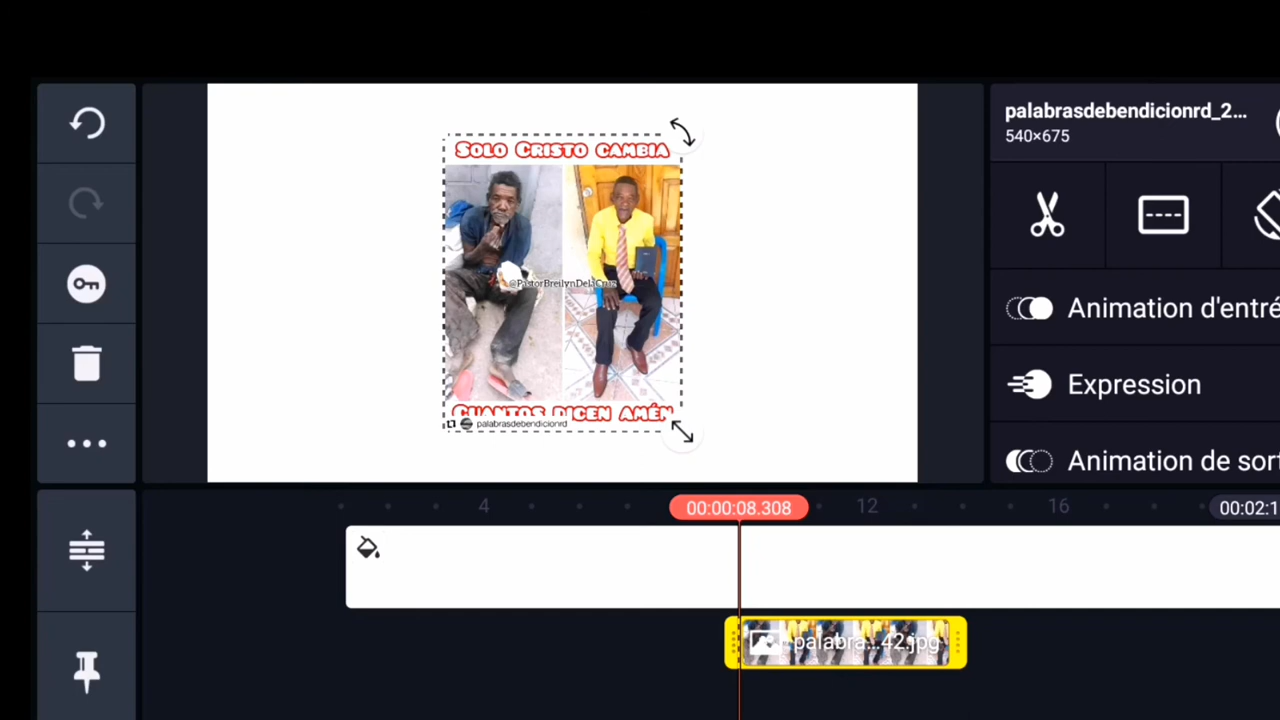 palabrasdebendicionrd_2...
540×675
SOLO CRISTO CAMBIA
@PastorBreilynDelaCruz
CUANTOS DICEN AMÉN
palabrasdebendicionrd
Animation d'entré
Expression
Animation de sort
4
00:00:08.308
12
16
00:02:1
palabra...42.jpg